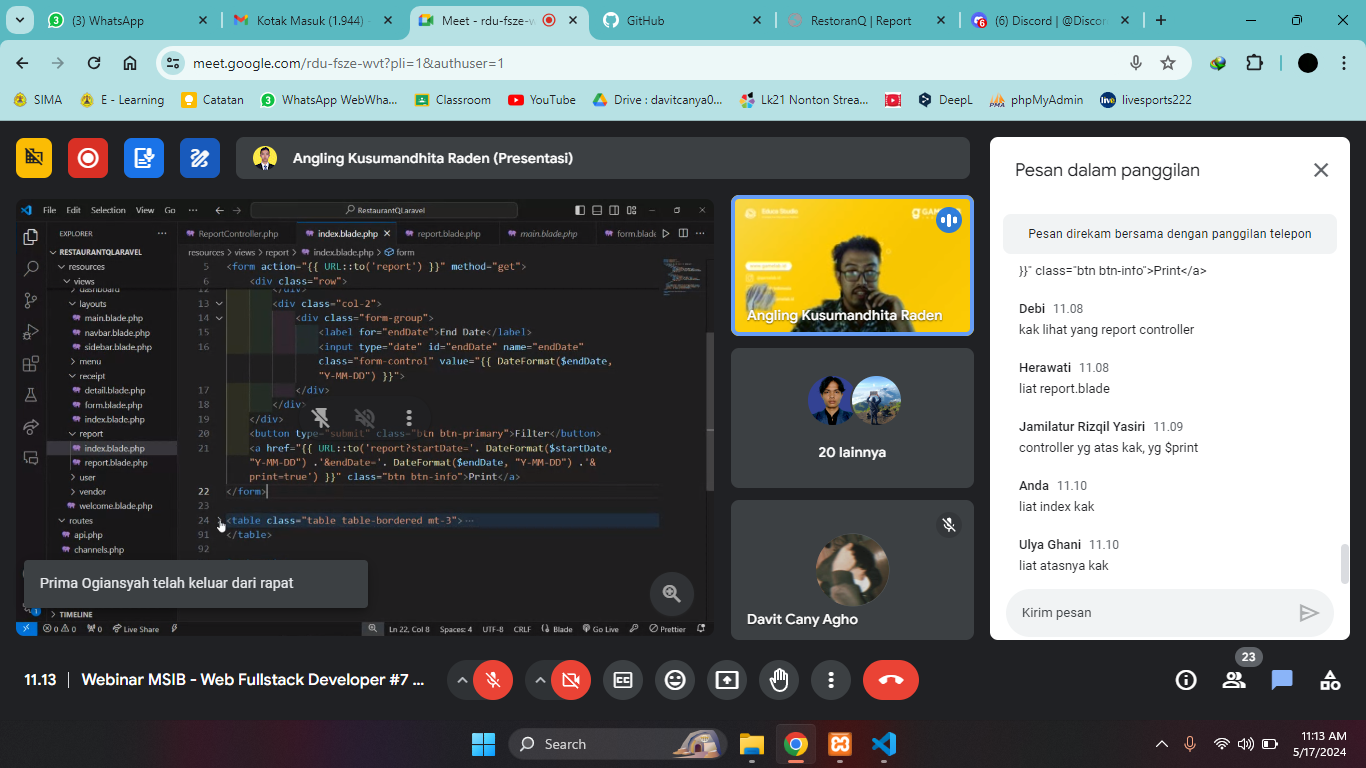 (3) WhatsApp
Kotak Masuk (1.944) -
Meet - rdu-fsze-w
GitHub
RestoranQ | Report
(6) Discord | @Discor
meet.google.com/rdu-fsze-wvt?pli=1&authuser=1
SIMA
E - Learning
Catatan
WhatsApp WebWha...
Classroom
YouTube
Drive : davitcanya0...
Lk21 Nonton Strea...
DeepL
phpMyAdmin
livesports222
Angling Kusumandhita Raden (Presentasi)
File Edit Selection View Go ...
RestaurantQLaravel
EXPLORER
ReportController.php
index.blade.php
report.blade.php
main.blade.php
form.blade
RESTAURANTQLARAVEL
resources > views > report > index.blade.php > form
resources
views
dashboard
layouts
main.blade.php
navbar.blade.php
sidebar.blade.php
menu
receipt
detail.blade.php
form.blade.php
index.blade.php
report
index.blade.php
report.blade.php
user
vendor
welcome.blade.php
routes
api.php
channels.php
TIMELINE
5 <form action="{{ URL::to('report') }}" method="get">
6 <div class="row">
12 </div>
13 <div class="col-2">
14 <div class="form-group">
15 <label for="endDate">End Date</label>
16 <input type="date" id="endDate" name="endDate"
class="form-control" value="{{ DateFormat($endDate,
"Y-MM-DD") }}">
17 </div>
18 </div>
19 </div>
20 <button type="submit" class="btn btn-primary">Filter</button>
21 <a href="{{ URL::to('report?startDate='. DateFormat($startDate,
"Y-MM-DD") .'&endDate='. DateFormat($endDate, "Y-MM-DD") .'&
print=true') }}" class="btn btn-info">Print</a>
22 </form>
23
24 <table class="table table-bordered mt-3">...
91 </table>
92
Prima Ogiansyah telah keluar dari rapat
0 0 0
Live Share
Ln 22, Col 8
Spaces: 4
UTF-8
CRLF
Blade
Go Live
Prettier
Angling Kusumandhita Raden
20 lainnya
Davit Cany Agho
Pesan dalam panggilan
Pesan direkam bersama dengan panggilan telepon
}}" class="btn btn-info">Print</a>
Debi 11.08
kak lihat yang report controller
Herawati 11.08
liat report.blade
Jamilatur Rizqil Yasiri 11.09
controller yg atas kak, yg $print
Anda 11.10
liat index kak
Ulya Ghani 11.10
liat atasnya kak
Kirim pesan
11.13 | Webinar MSIB - Web Fullstack Developer #7 ...
23
Search
11:13 AM
5/17/2024